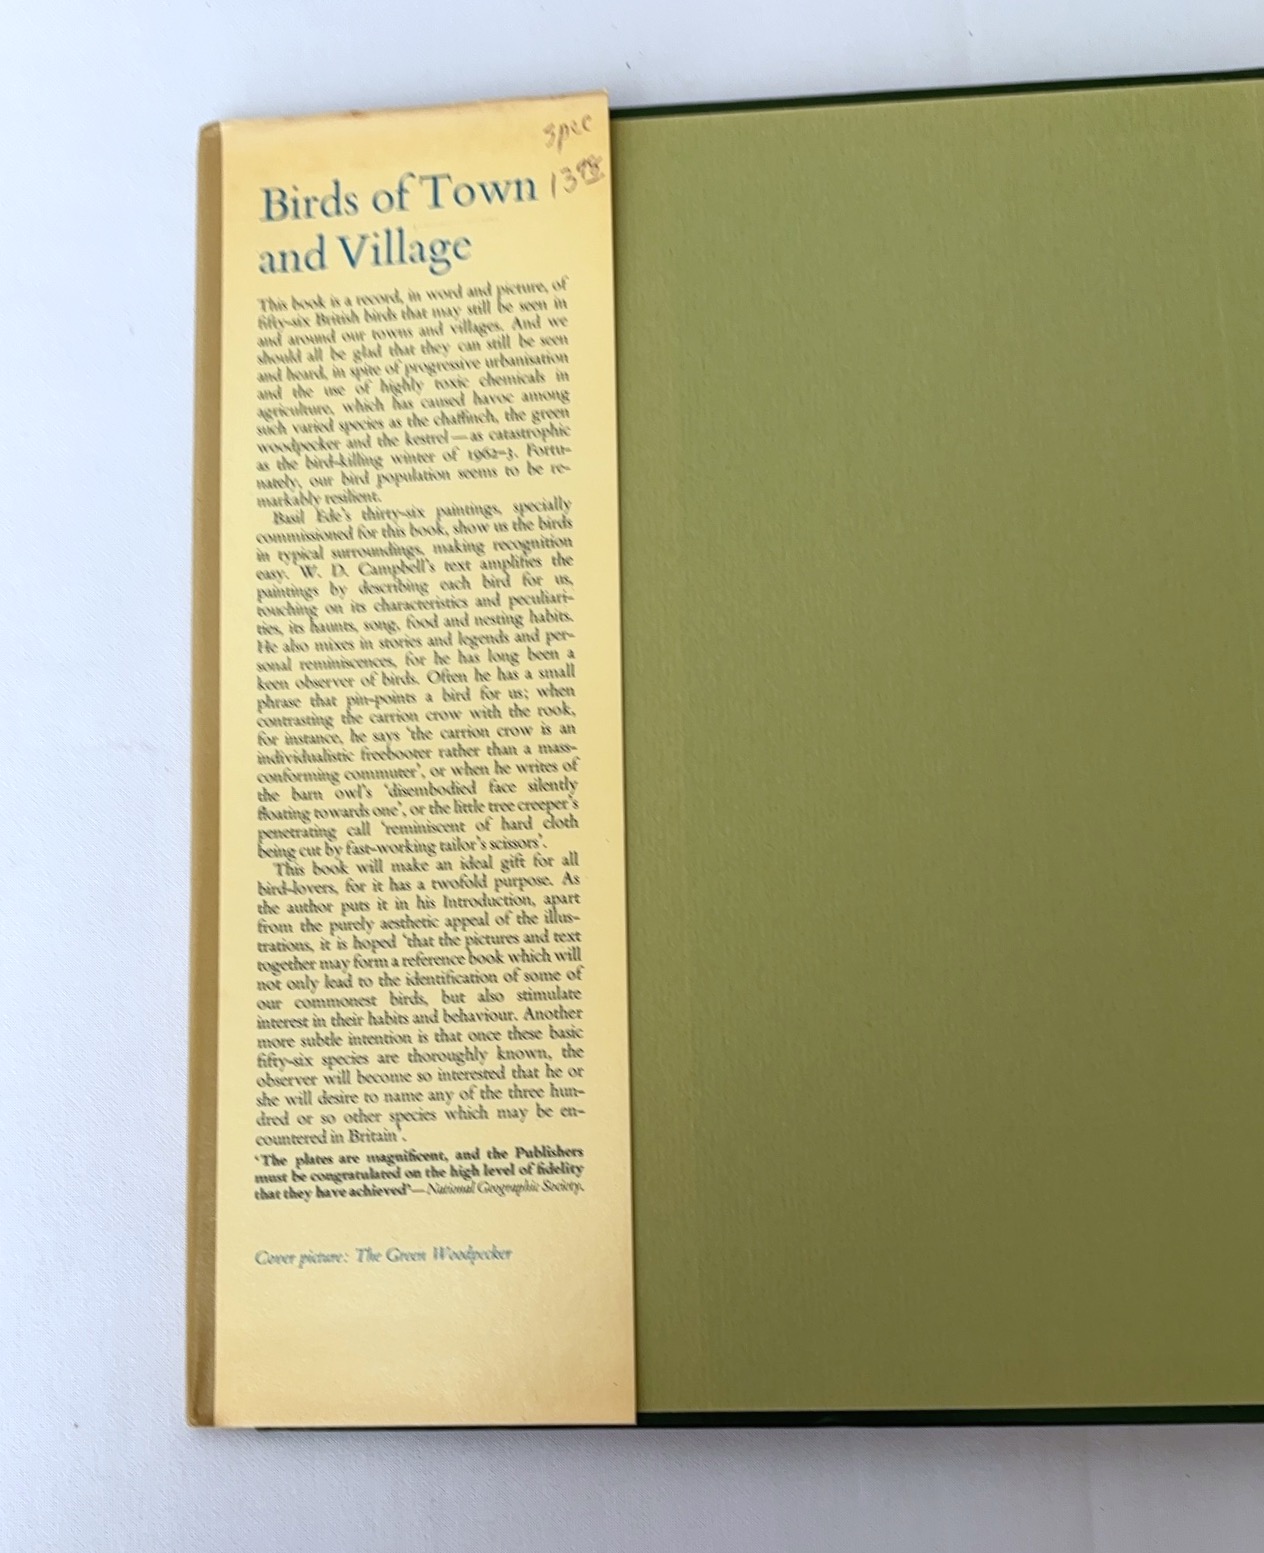 spec
Birds of Town
13 98
and Village
This book is a record, in word and picture, of
fifty-six British birds that may still be seen in
and around our towns and villages. And we
should all be glad that they can still be seen
and heard, in spite of progressive urbanisation
and the use of highly toxic chemicals in
agriculture, which has caused havoc among
such varied species as the chaffinch, the green
woodpecker and the kestrel—as catastrophic
as the bird-killing winter of 1962–3. Fortu-
nately, our bird population seems to be re-
markably resilient.
Basil Ede's thirty-six paintings, specially
commissioned for this book, show us the birds
in typical surroundings, making recognition
easy. W. D. Campbell's text amplifies the
paintings by describing each bird for us,
touching on its characteristics and peculiari-
ties, its haunts, song, food and nesting habits.
He also mixes in stories and legends and per-
sonal reminiscences, for he has long been a
keen observer of birds. Often he has a small
phrase that pin-points a bird for us; when
contrasting the carrion crow with the rook,
for instance, he says 'the carrion crow is an
individualistic freebooter rather than a mass-
conforming commuter', or when he writes of
the barn owl's 'disembodied face silently
floating towards one', or the little tree creeper's
penetrating call 'reminiscent of hard cloth
being cut by fast-working tailor's scissors'.
This book will make an ideal gift for all
bird-lovers, for it has a twofold purpose. As
the author puts it in his Introduction, apart
from the purely aesthetic appeal of the illus-
trations, it is hoped 'that the pictures and text
together may form a reference book which will
not only lead to the identification of some of
our commonest birds, but also stimulate
interest in their habits and behaviour. Another
more subtle intention is that once these basic
fifty-six species are thoroughly known, the
observer will become so interested that he or
she will desire to name any of the three hun-
dred or so other species which may be en-
countered in Britain'.
'The plates are magnificent, and the Publishers
must be congratulated on the high level of fidelity
that they have achieved'—National Geographic Society.
Cover picture: The Green Woodpecker